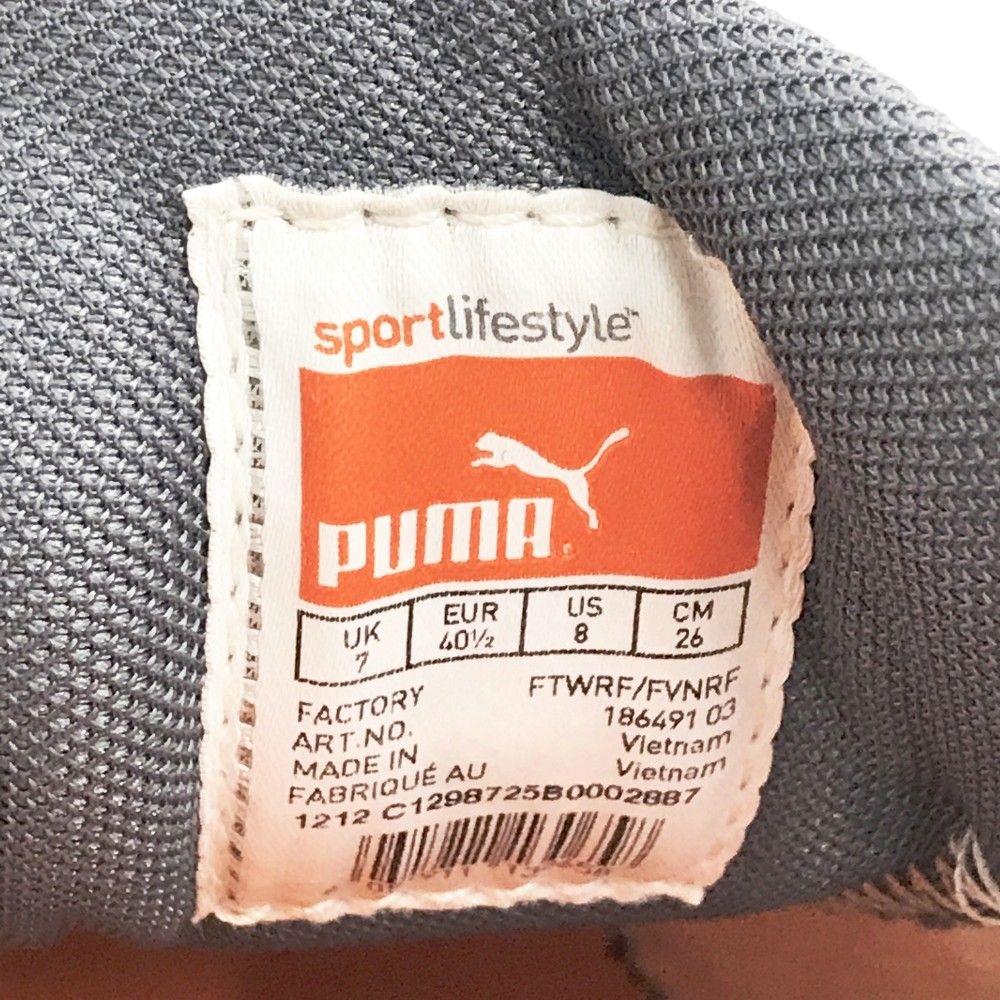 sportlifestyle™
PUMA
UK EUR US CM
7 40½ 8 26
FACTORY FTWRF/FVNRF
ART.NO. 186491 03
MADE IN Vietnam
FABRIQUÉ AU Vietnam
1212 C1298725B0002887